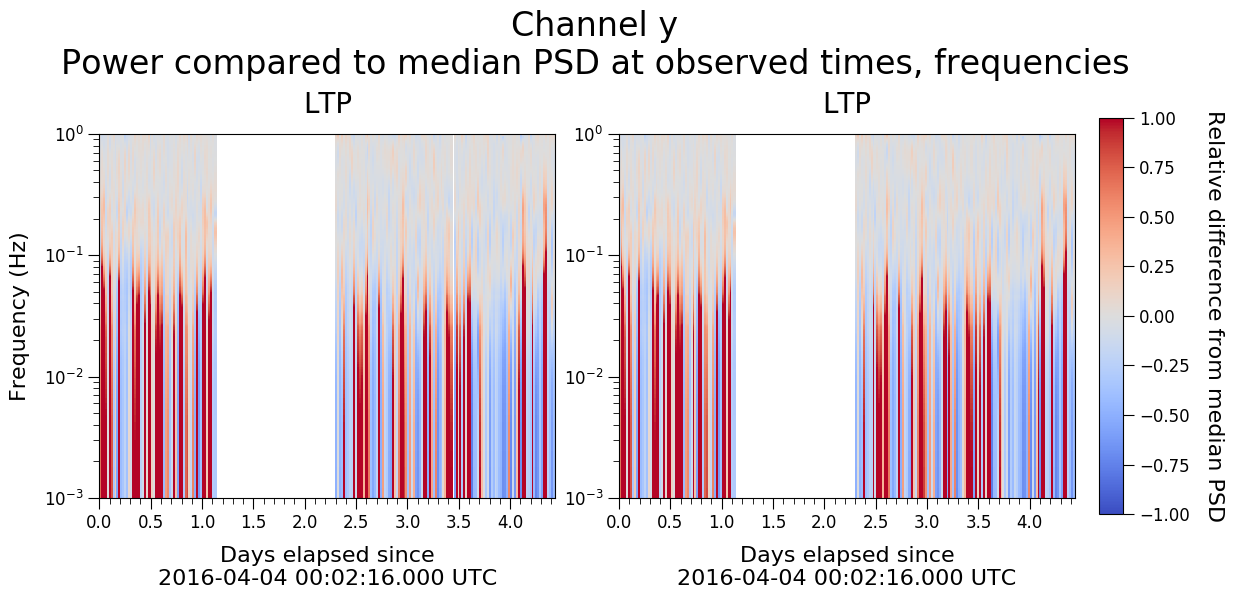 Channel y
Power compared to median PSD at observed times, frequencies
LTP
Frequency (Hz)
10⁰
10⁻¹
10⁻²
10⁻³
0.0 0.5 1.0 1.5 2.0 2.5 3.0 3.5 4.0
Days elapsed since
2016-04-04 00:02:16.000 UTC
LTP
10⁰
10⁻¹
10⁻²
10⁻³
0.0 0.5 1.0 1.5 2.0 2.5 3.0 3.5 4.0
Days elapsed since
2016-04-04 00:02:16.000 UTC
1.00
0.75
0.50
0.25
0.00
−0.25
−0.50
−0.75
−1.00
Relative difference from median PSD